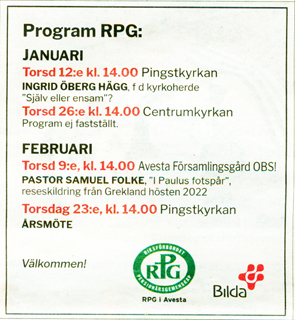 Program RPG:
JANUARI
Torsd 12:e kl. 14.00 Pingstkyrkan
INGRID ÖBERG HÄGG, f d kyrkoherde
"Själv eller ensam"?
Torsd 26:e kl. 14.00 Centrumkyrkan
Program ej fastställt.
FEBRUARI
Torsd 9:e, kl. 14.00 Avesta Församlingsgård OBS!
PASTOR SAMUEL FOLKE, "I Paulus fotspår",
reseskildring från Grekland hösten 2022
Torsdag 23:e, kl. 14.00 Pingstkyrkan
ÅRSMÖTE
Välkommen!
RIKSFÖRBUNDET
RPG
PENSIONÄRSGEMENSKAP
RPG i Avesta
Bilda